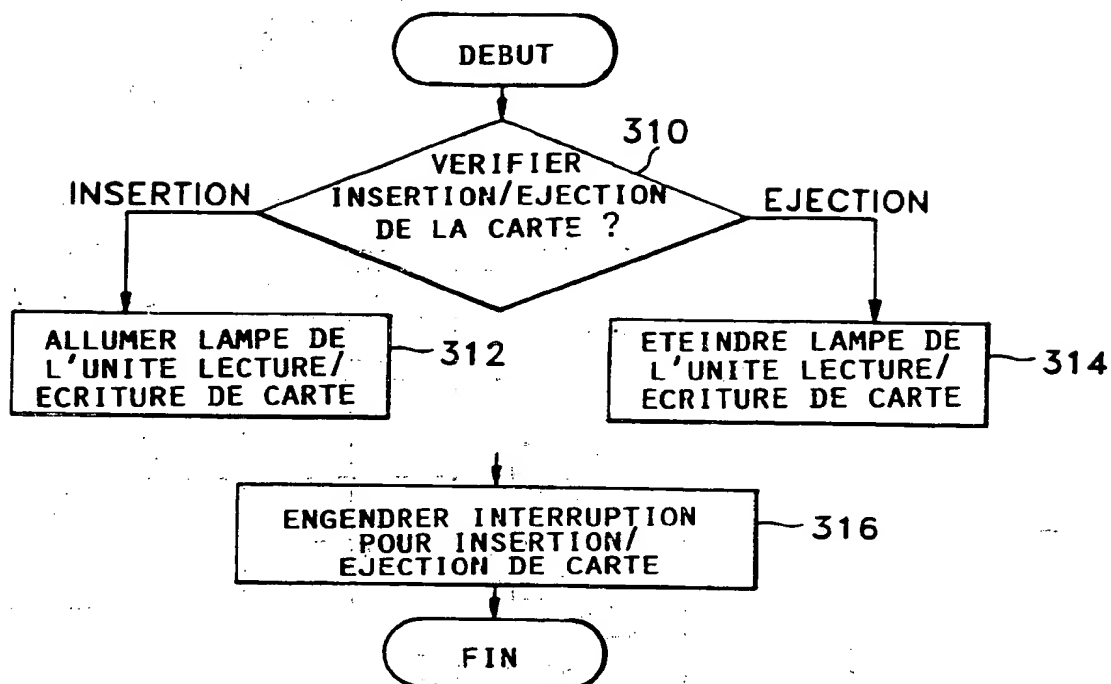 DEBUT
310
VERIFIER
INSERTION/EJECTION
DE LA CARTE ?
INSERTION
EJECTION
ALLUMER LAMPE DE
L'UNITE LECTURE/
ECRITURE DE CARTE
312
ETEINDRE LAMPE DE
L'UNITE LECTURE/
ECRITURE DE CARTE
314
ENGENDRER INTERRUPTION
POUR INSERTION/
EJECTION DE CARTE
316
FIN